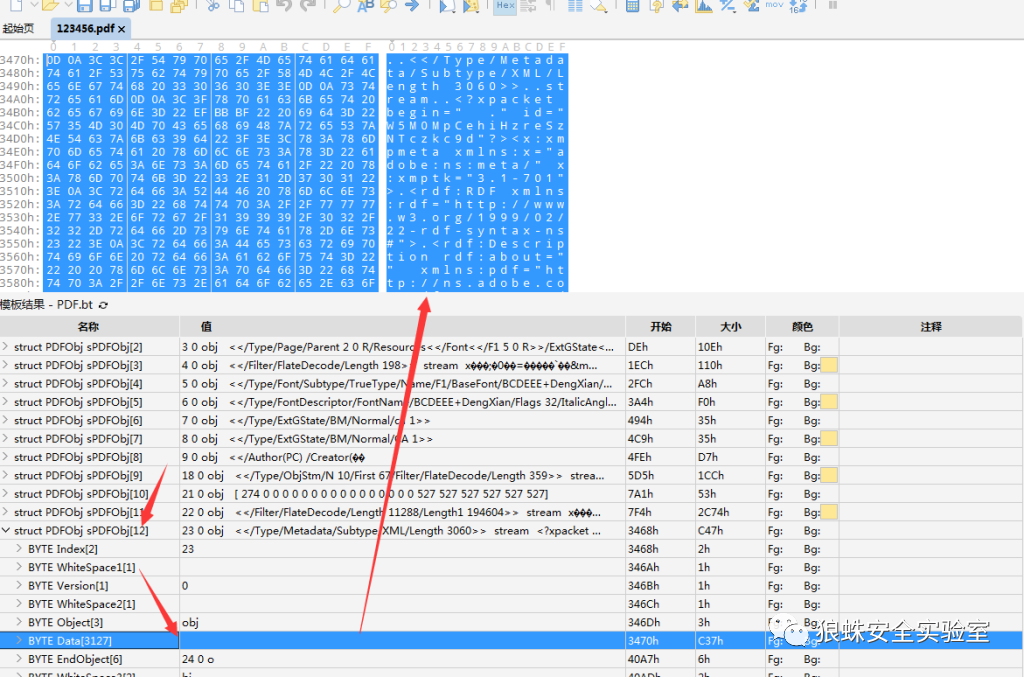 Hex
mov
起始页 123456.pdf ×
0 1 2 3 4 5 6 7 8 9 A B C D E F 0123456789ABCDEF
3470h: 0D 0A 3C 3C 2F 54 79 70 65 2F 4D 65 74 61 64 61 ..<</Type/Metada
3480h: 74 61 2F 53 75 62 74 79 70 65 2F 58 4D 4C 2F 4C ta/Subtype/XML/L
3490h: 65 6E 67 74 68 20 33 30 36 30 3E 3E 0D 0A 73 74 ength 3060>>..st
34A0h: 72 65 61 6D 0D 0A 3C 3F 78 70 61 63 6B 65 74 20 ream..<?xpacket
34B0h: 62 65 67 69 6E 3D 22 EF BB BF 22 20 69 64 3D 22 begin="..." id="
34C0h: 57 35 4D 30 4D 70 43 65 68 69 48 7A 72 65 53 7A W5M0MpCehiHzreSz
34D0h: 4E 54 63 7A 6B 63 39 64 22 3F 3E 3C 78 3A 78 6D NTczkc9d"?><x:xm
34E0h: 70 6D 65 74 61 20 78 6D 6C 6E 73 3A 78 3D 22 61 pmeta xmlns:x="a
34F0h: 64 6F 62 65 3A 6E 73 3A 6D 65 74 61 2F 22 20 78 dobe:ns:meta/" x
3500h: 3A 78 6D 70 74 6B 3D 22 33 2E 31 2D 37 30 31 22 :xmptk="3.1-701"
3510h: 3E 0A 3C 72 64 66 3A 52 44 46 20 78 6D 6C 6E 73 >.<rdf:RDF xmlns
3520h: 3A 72 64 66 3D 22 68 74 74 70 3A 2F 2F 77 77 77 :rdf="http://www
3530h: 2E 77 33 2E 6F 72 67 2F 31 39 39 39 2F 30 32 2F .w3.org/1999/02/
3540h: 32 32 2D 72 64 66 2D 73 79 6E 74 61 78 2D 6E 73 22-rdf-syntax-ns
3550h: 23 22 3E 0A 3C 72 64 66 3A 44 65 73 63 72 69 70 #">.<rdf:Descrip
3560h: 74 69 6F 6E 20 72 64 66 3A 61 62 6F 75 74 3D 22 tion rdf:about="
3570h: 22 20 20 78 6D 6C 6E 73 3A 70 64 66 3D 22 68 74 "  xmlns:pdf="ht
3580h: 74 70 3A 2F 2F 6E 73 2E 61 64 6F 62 65 2E 63 6F tp://ns.adobe.co
模板结果 - PDF.bt
名称 值 开始 大小 颜色 注释
struct PDFObj sPDFObj[2] 3 0 obj <</Type/Page/Parent 2 0 R/Resources<</Font<</F1 5 0 R>>/ExtGState<... DEh 10Eh Fg: Bg:
struct PDFObj sPDFObj[3] 4 0 obj <</Filter/FlateDecode/Length 198> stream 1ECh 110h Fg: Bg:
struct PDFObj sPDFObj[4] 5 0 obj <</Type/Font/Subtype/TrueType/Name/F1/BaseFont/BCDEEE+DengXian/... 2FCh A8h Fg: Bg:
struct PDFObj sPDFObj[5] 6 0 obj <</Type/FontDescriptor/FontName/BCDEEE+DengXian/Flags 32/ItalicAngl... 3A4h F0h Fg: Bg:
struct PDFObj sPDFObj[6] 7 0 obj <</Type/ExtGState/BM/Normal/ca 1>> 494h 35h Fg: Bg:
struct PDFObj sPDFObj[7] 8 0 obj <</Type/ExtGState/BM/Normal/CA 1>> 4C9h 35h Fg: Bg:
struct PDFObj sPDFObj[8] 9 0 obj <</Author(PC) /Creator( 4FEh D7h Fg: Bg:
struct PDFObj sPDFObj[9] 18 0 obj <</Type/ObjStm/N 10/First 67/Filter/FlateDecode/Length 359>> strea... 5D5h 1CCh Fg: Bg:
struct PDFObj sPDFObj[10] 21 0 obj [ 274 0 0 0 0 0 0 0 0 0 0 0 0 0 0 0 0 0 527 527 527 527 527 527] 7A1h 53h Fg: Bg:
struct PDFObj sPDFObj[11] 22 0 obj <</Filter/FlateDecode/Length 11288/Length1 194604>> stream 7F4h 2C74h Fg: Bg:
struct PDFObj sPDFObj[12] 23 0 obj <</Type/Metadata/Subtype/XML/Length 3060>> stream <?xpacket ... 3468h C47h Fg: Bg:
BYTE Index[2] 23 3468h 2h Fg: Bg:
BYTE WhiteSpace1[1] 346Ah 1h Fg: Bg:
BYTE Version[1] 0 346Bh 1h Fg: Bg:
BYTE WhiteSpace2[1] 346Ch 1h Fg: Bg:
BYTE Object[3] obj 346Dh 3h Fg: Bg:
BYTE Data[3127] 3470h C37h Fg: Bg:
狼蛛安全实验室
BYTE EndObject[6] 24 0 o 40A7h 6h Fg: Bg: